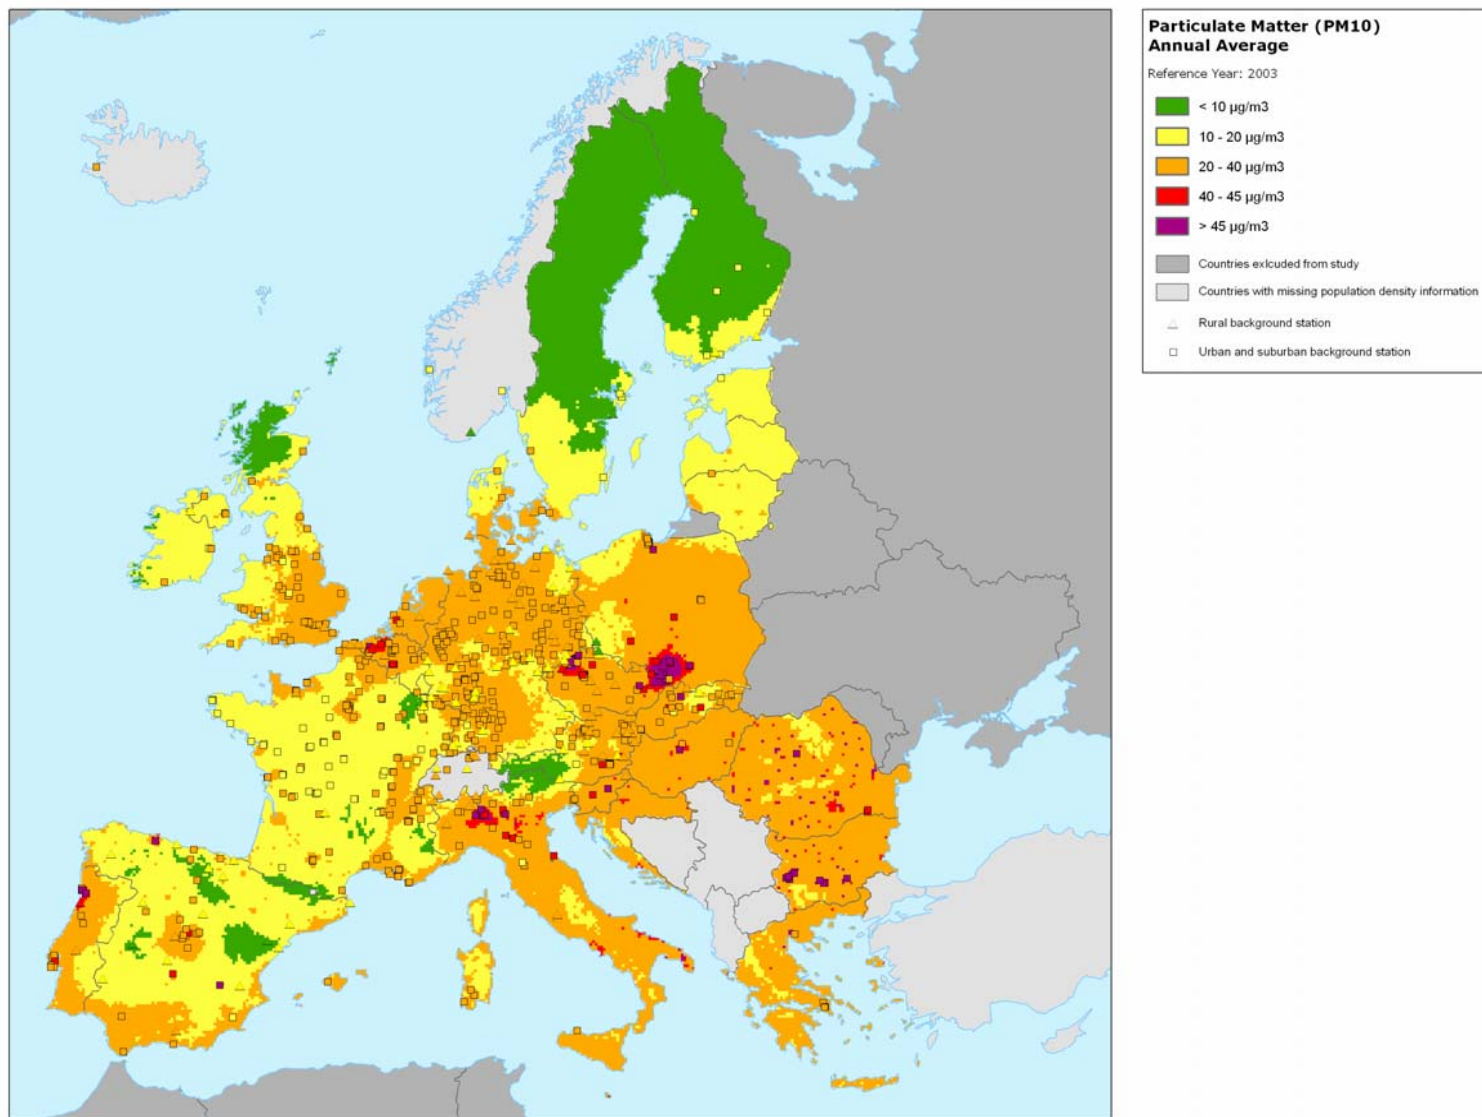 Particulate Matter (PM10)
Annual Average
Reference Year: 2003
< 10 µg/m3
10 - 20 µg/m3
20 - 40 µg/m3
40 - 45 µg/m3
> 45 µg/m3
Countries exlcuded from study
Countries with missing population density information
Rural background station
Urban and suburban background station